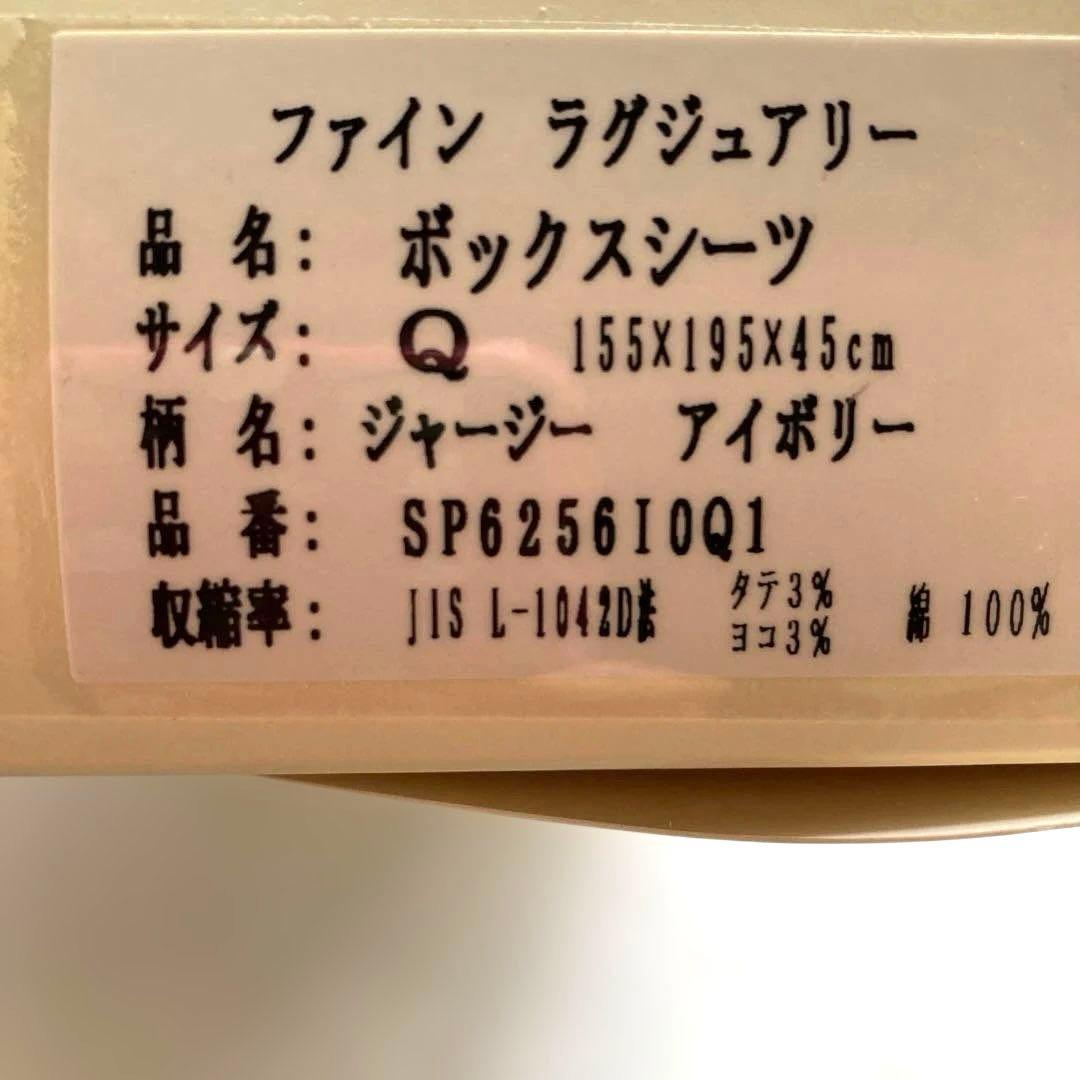 ファイン ラグジュアリー
品 名: ボックスシーツ
サイズ: Q 155X195X45cm
柄 名: ジャージー アイボリー
品 番: SP6256I0Q1
収縮率: JIS L-1042D法 タテ3% 綿 100%
ヨコ3%